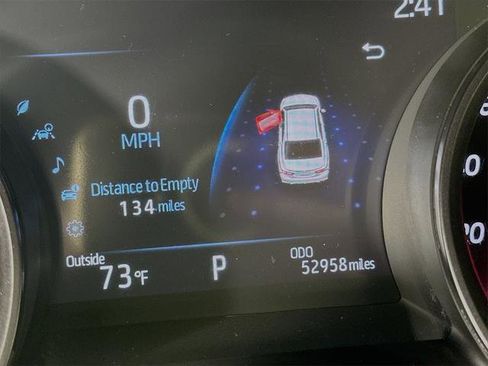 2:41
0
MPH
Distance to Empty
134 miles
Outside
73°F
P
ODO
52958 miles